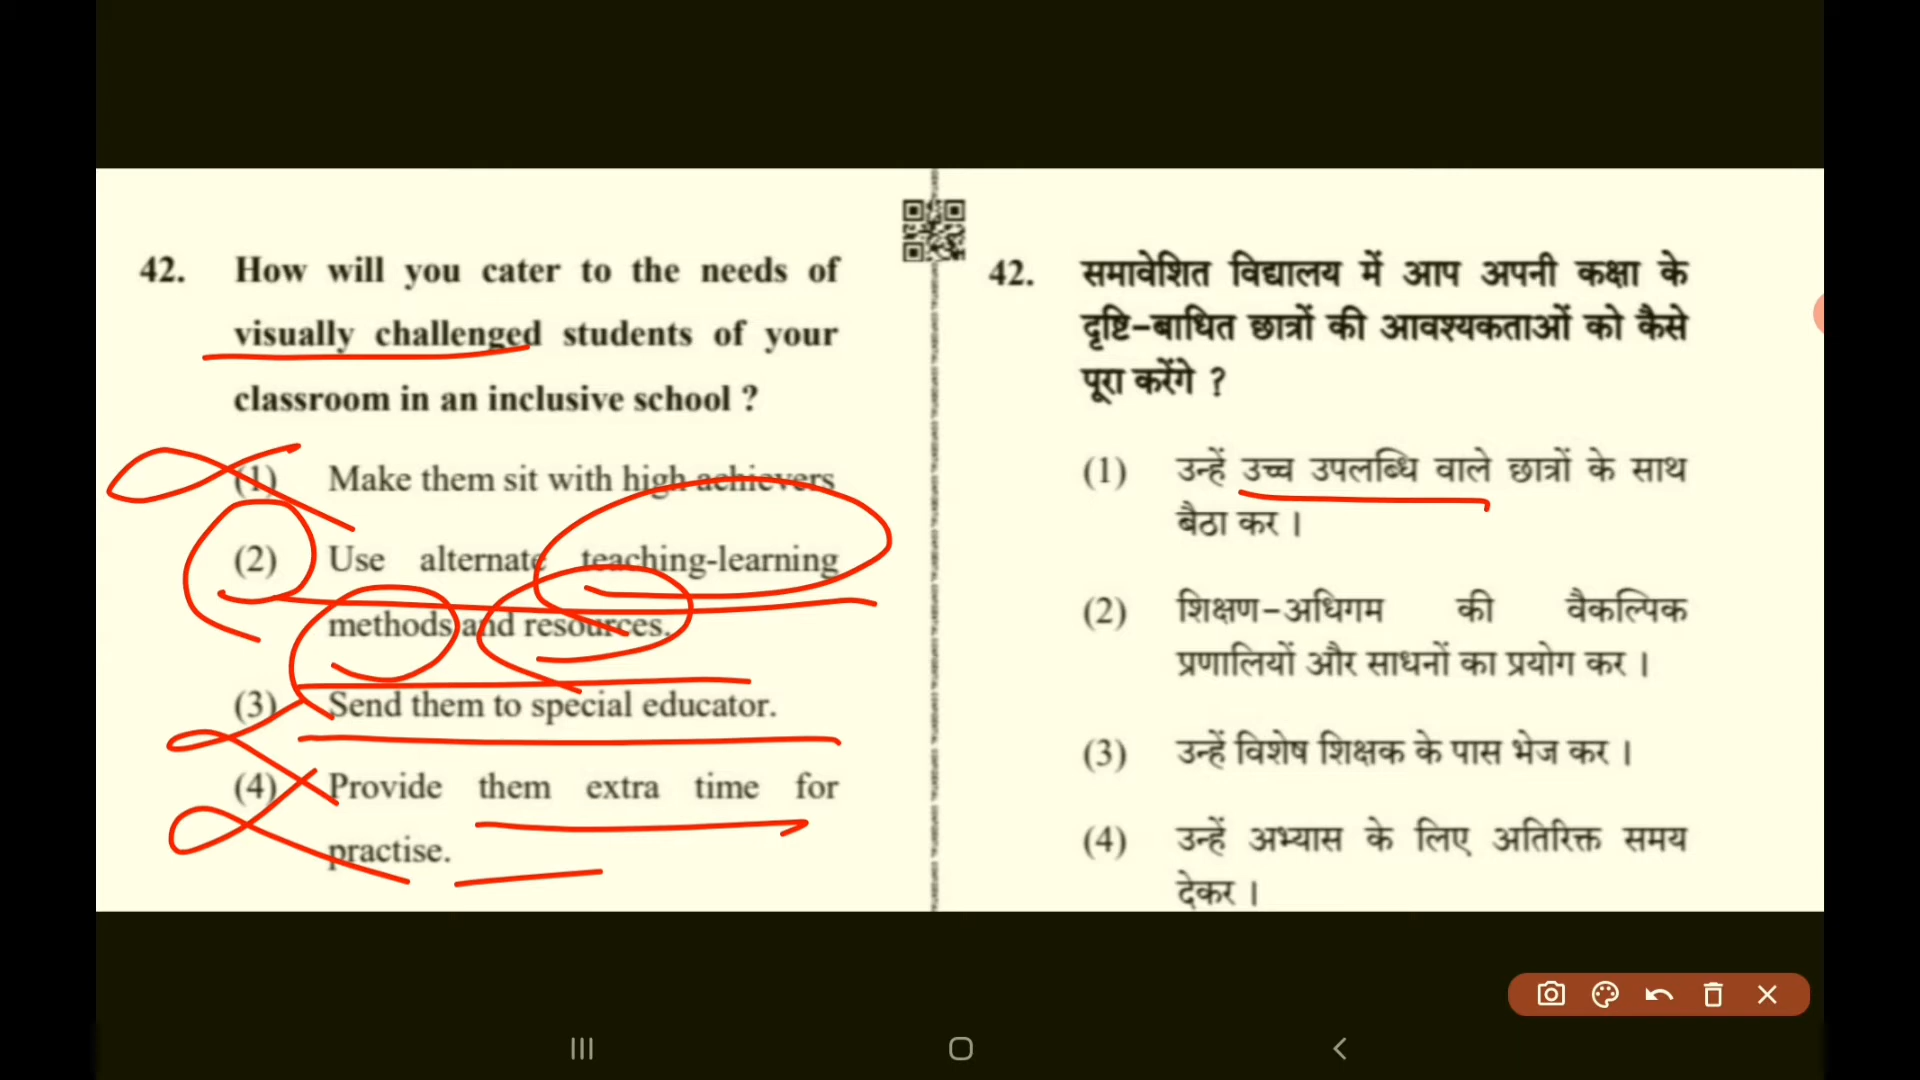 42. How will you cater to the needs of
visually challenged students of your
classroom in an inclusive school ?
(1) Make them sit with high achievers
(2) Use alternate teaching-learning
methods and resources.
(3) Send them to special educator.
(4) Provide them extra time for
practise.
42. समावेशित विद्यालय में आप अपनी कक्षा के
दृष्टि-बाधित छात्रों की आवश्यकताओं को कैसे
पूरा करेंगे ?
(1) उन्हें उच्च उपलब्धि वाले छात्रों के साथ
बैठा कर ।
(2) शिक्षण-अधिगम की वैकल्पिक
प्रणालियों और साधनों का प्रयोग कर ।
(3) उन्हें विशेष शिक्षक के पास भेज कर ।
(4) उन्हें अभ्यास के लिए अतिरिक्त समय
देकर ।